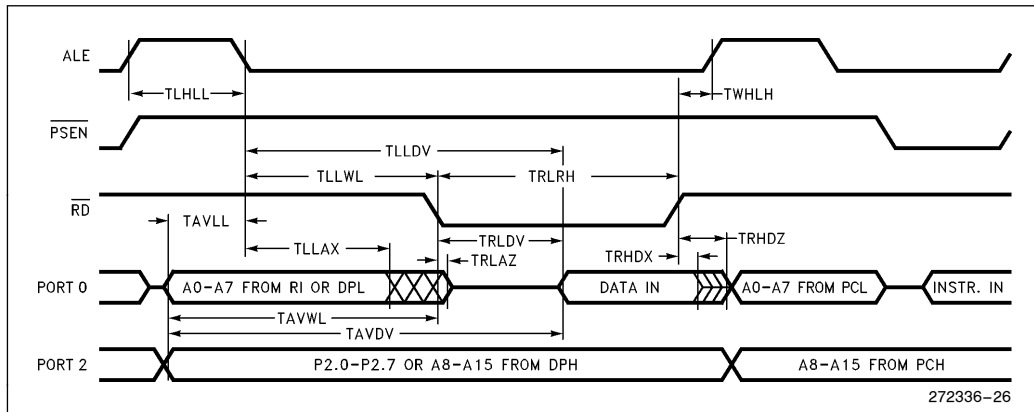 ALE
TLHLL
TWHLH
PSEN
TLLDV
TLLWL
TRLRH
RD
TAVLL
TLLAX
TRLDV
TRLAZ
TRHDX
TRHDZ
PORT 0
A0-A7 FROM RI OR DPL
DATA IN
A0-A7 FROM PCL
INSTR. IN
TAVWL
TAVDV
PORT 2
P2.0-P2.7 OR A8-A15 FROM DPH
A8-A15 FROM PCH
272336-26